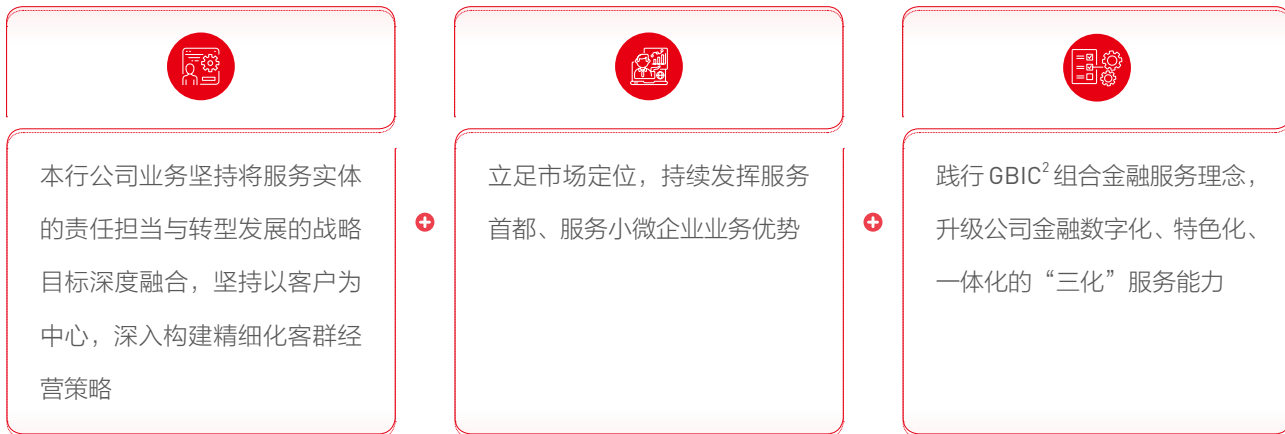 本行公司业务坚持将服务实体
的责任担当与转型发展的战略
目标深度融合，坚持以客户为
中心，深入构建精细化客群经
营策略
立足市场定位，持续发挥服务
首都、服务小微企业业务优势
践行 GBIC² 组合金融服务理念，
升级公司金融数字化、特色化、
一体化的“三化”服务能力